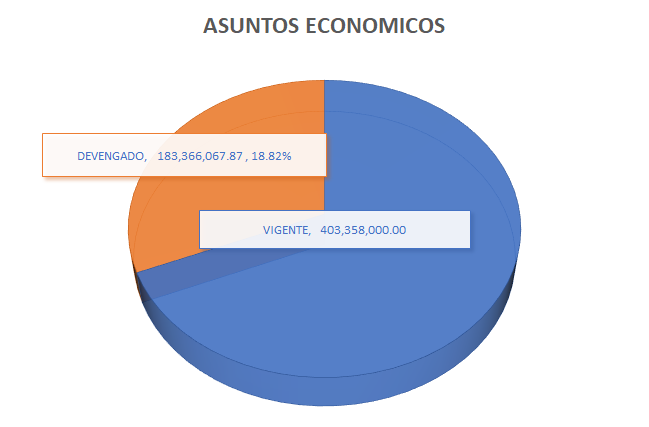 ASUNTOS ECONOMICOS
DEVENGADO, 183,366,067.87 , 18.82%
VIGENTE, 403,358,000.00